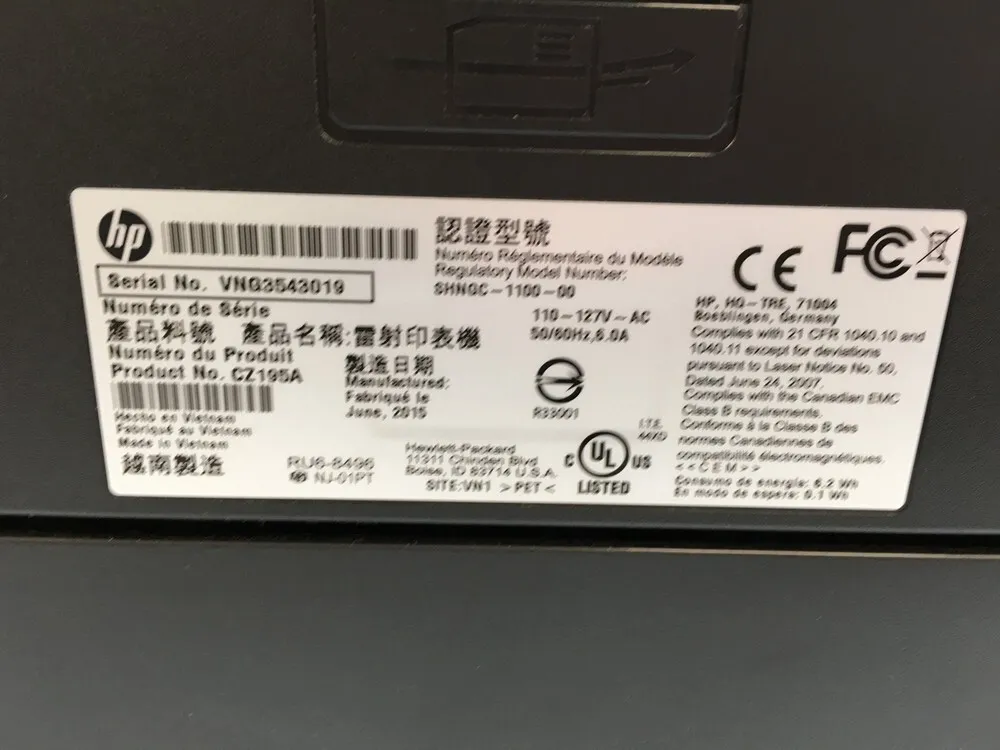 hp
Serial No. VNG3543019
Numéro de Série
產品料號 產品名稱:雷射印表機
Numéro du Produit
Product No. CZ195A
Hecho en Vietnam
Fabriqué au Vietnam
Made in Vietnam
越南製造
製造日期
Manufactured:
Fabriqué le
June, 2015
RU6-8496
NJ-01PT
認證型號
Numéro Réglementaire du Modèle
Regulatory Model Number:
SHNGC-1100-00
110-127V~AC
50/60Hz,6.0A
R33001
Hewlett-Packard
11311 Chinden Blvd
Boise, ID 83714 U.S.A.
SITE:VN1 >PET<
C UL US
LISTED
I.T.E.
44XD
CE FC
HP, HQ-TRE, 71034
Boeblingen, Germany
Complies with 21 CFR 1040.10 and
1040.11 except for deviations
pursuant to Laser Notice No. 50,
Dated June 24, 2007.
Complies with the Canadian EMC
Class B requirements.
Conforme à la Classe B des
normes Canadiennes de
compatibilité électromagnétiques.
<<CEM>>
Consumo de energía: 6.2 Wh
En modo de espera: 0.1 Wh